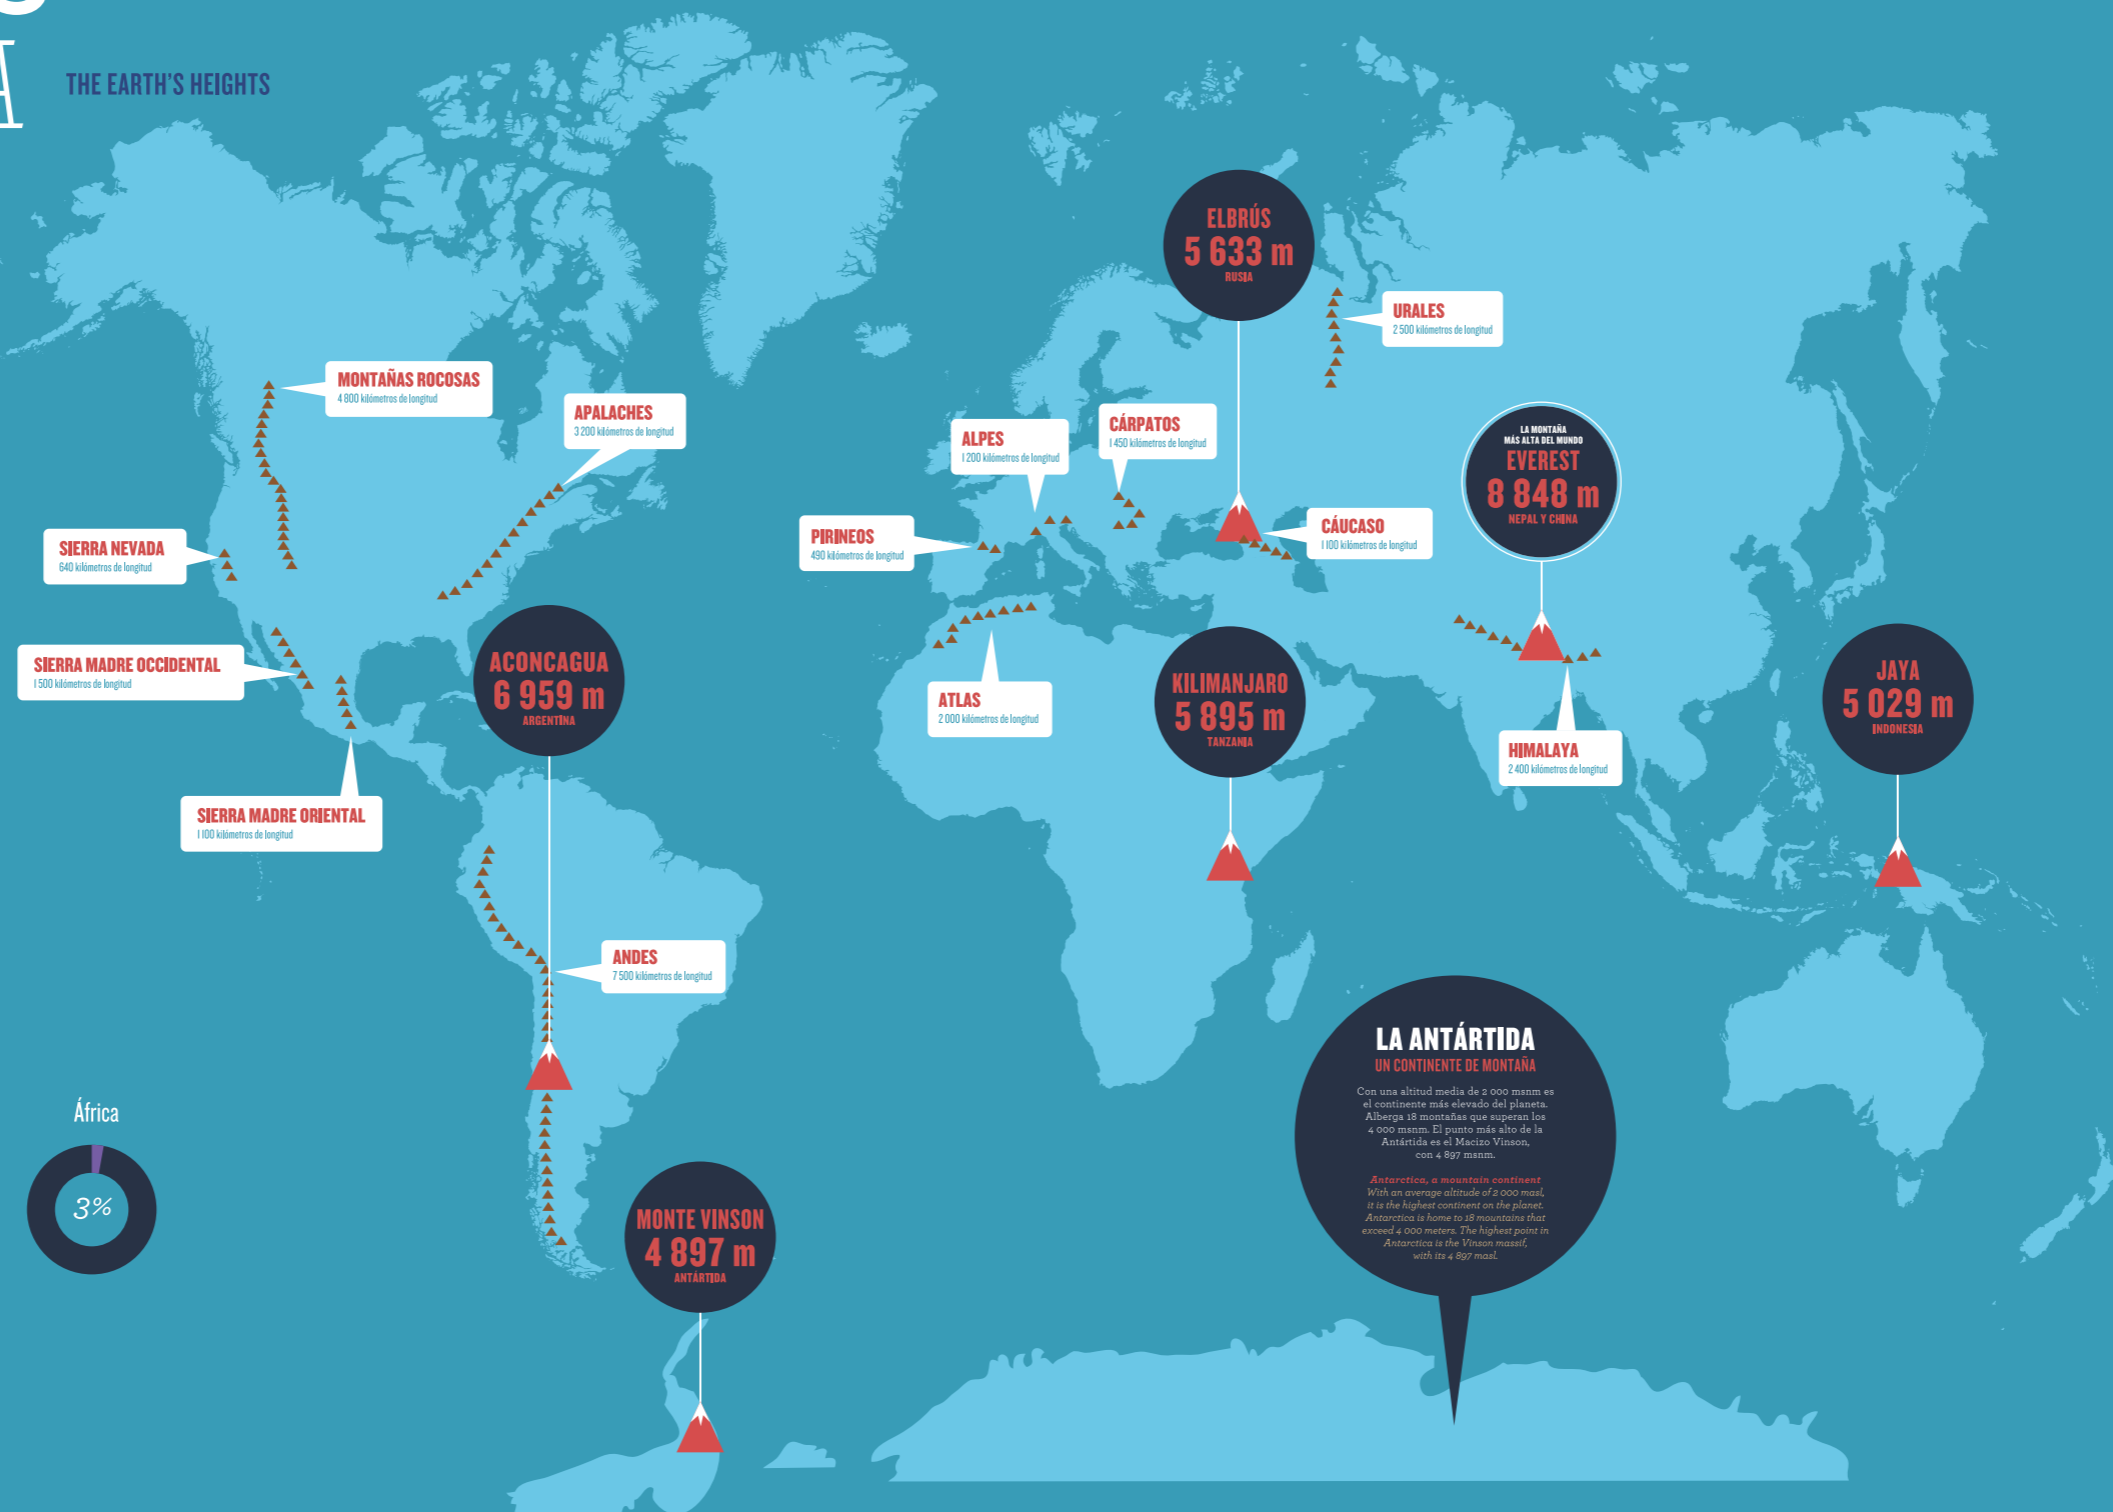 A
THE EARTH'S HEIGHTS
ELBRÚS
5 633 m
RUSIA
URALES
2 500 kilómetros de longitud
MONTAÑAS ROCOSAS
4 800 kilómetros de longitud
APALACHES
3 200 kilómetros de longitud
ALPES
1 200 kilómetros de longitud
CÁRPATOS
1 450 kilómetros de longitud
LA MONTAÑA
MÁS ALTA DEL MUNDO
EVEREST
8 848 m
NEPAL Y CHINA
SIERRA NEVADA
640 kilómetros de longitud
PIRINEOS
490 kilómetros de longitud
CÁUCASO
1 100 kilómetros de longitud
SIERRA MADRE OCCIDENTAL
1 500 kilómetros de longitud
ACONCAGUA
6 959 m
ARGENTINA
ATLAS
2 000 kilómetros de longitud
KILIMANJARO
5 895 m
TANZANIA
JAYA
5 029 m
INDONESIA
HIMALAYA
2 400 kilómetros de longitud
SIERRA MADRE ORIENTAL
1 100 kilómetros de longitud
ANDES
7 500 kilómetros de longitud
LA ANTÁRTIDA
UN CONTINENTE DE MONTAÑA
Con una altitud media de 2 000 msnm es
el continente más elevado del planeta.
Alberga 18 montañas que superan los
4 000 msnm. El punto más alto de la
Antártida es el Macizo Vinson,
con 4 897 msnm.
Antarctica, a mountain continent
With an average altitude of 2 000 masl,
it is the highest continent on the planet.
Antarctica is home to 18 mountains that
exceed 4 000 meters. The highest point in
Antarctica is the Vinson massif,
with its 4 897 masl.
África
3%
MONTE VINSON
4 897 m
ANTÁRTIDA